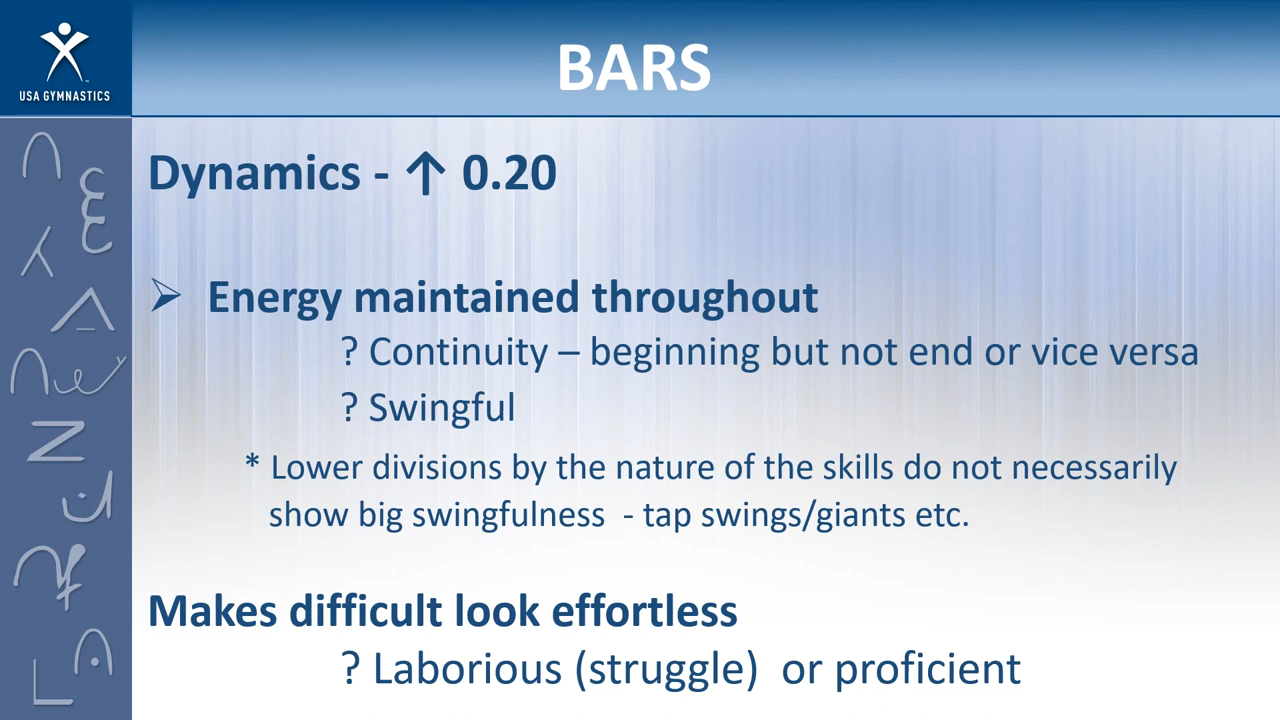 USA GYMNASTICS
BARS
Dynamics - ↑ 0.20
➢ Energy maintained throughout
? Continuity – beginning but not end or vice versa
? Swingful
* Lower divisions by the nature of the skills do not necessarily
show big swingfulness - tap swings/giants etc.
Makes difficult look effortless
? Laborious (struggle) or proficient